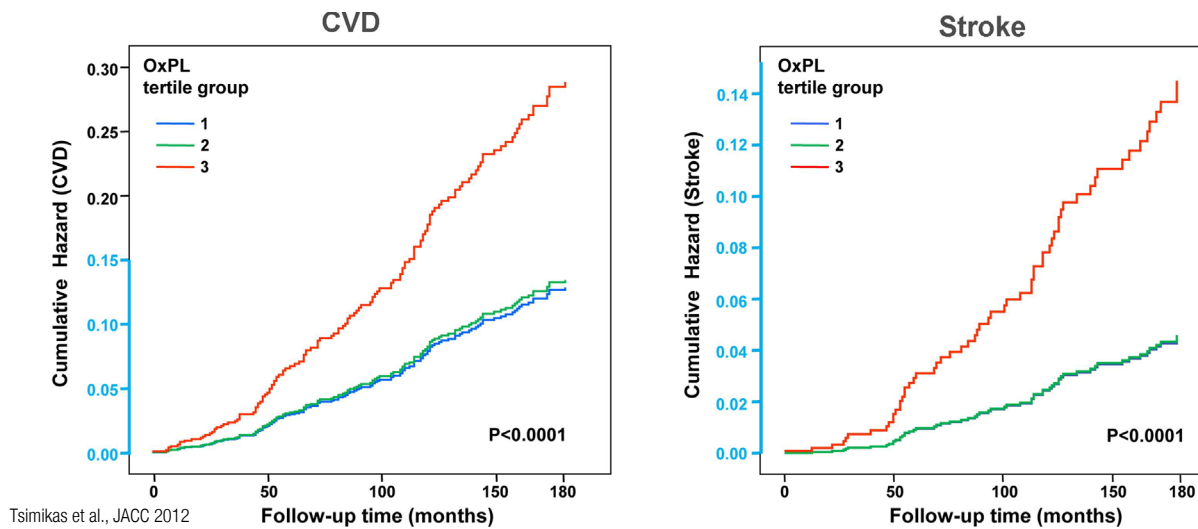 CVD
OxPL
tertile group
1
2
3
0.30
0.25
0.20
0.15
0.10
0.05
0.00
Cumulative Hazard (CVD)
P<0.0001
0
50
100
150
180
Follow-up time (months)
Stroke
OxPL
tertile group
1
2
3
0.14
0.12
0.10
0.08
0.06
0.04
0.02
0.00
Cumulative Hazard (Stroke)
P<0.0001
0
50
100
150
180
Follow-up time (months)
Tsimikas et al., JACC 2012